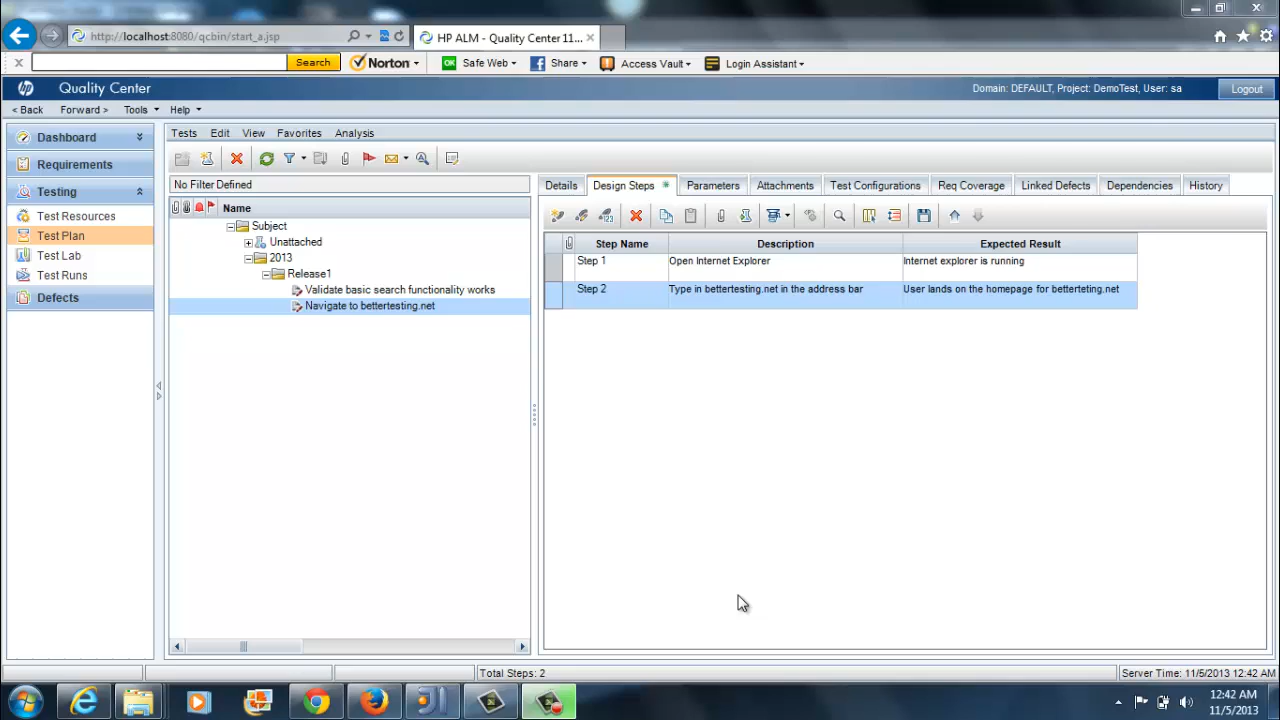 http://localhost:8080/qcbin/start_a.jsp
HP ALM - Quality Center 11...
Search
Norton
OK Safe Web
Share
Access Vault
Login Assistant
hp
Quality Center
Domain: DEFAULT, Project: DemoTest, User: sa
Logout
< Back Forward > Tools Help
Dashboard
Requirements
Testing
Test Resources
Test Plan
Test Lab
Test Runs
Defects
Tests Edit View Favorites Analysis
No Filter Defined
Name
Subject
Unattached
2013
Release1
Validate basic search functionality works
Navigate to bettertesting.net
Details Design Steps * Parameters Attachments Test Configurations Req Coverage Linked Defects Dependencies History
Step Name Description Expected Result
Step 1 Open Internet Explorer Internet explorer is running
Step 2 Type in bettertesting.net in the address bar User lands on the homepage for betterteting.net
Total Steps: 2
Server Time: 11/5/2013 12:42 AM
12:42 AM
11/5/2013